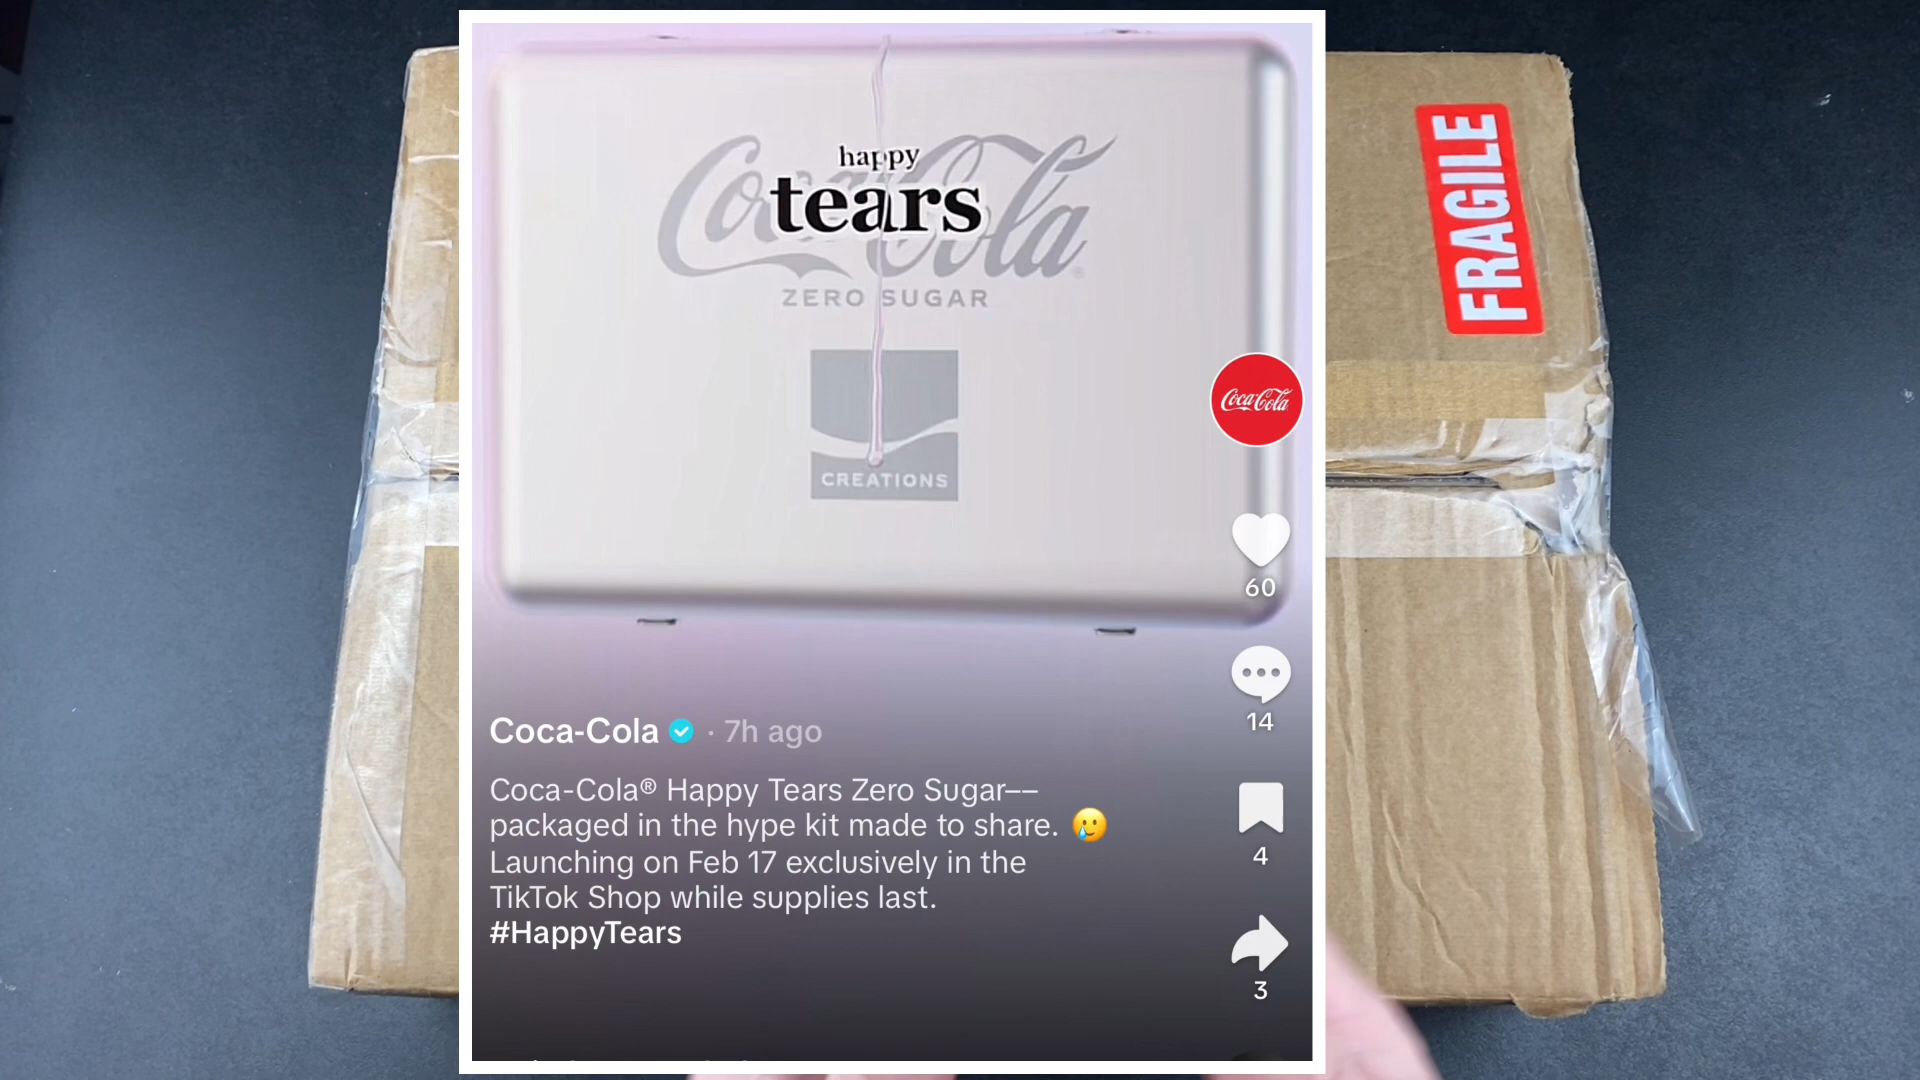 Coca-Cola
happy
tears
ZERO SUGAR
CREATIONS
FRAGILE
Coca-Cola
60
14
4
3
Coca-Cola · 7h ago
Coca-Cola® Happy Tears Zero Sugar––
packaged in the hype kit made to share. 🥲
Launching on Feb 17 exclusively in the
TikTok Shop while supplies last.
#HappyTears